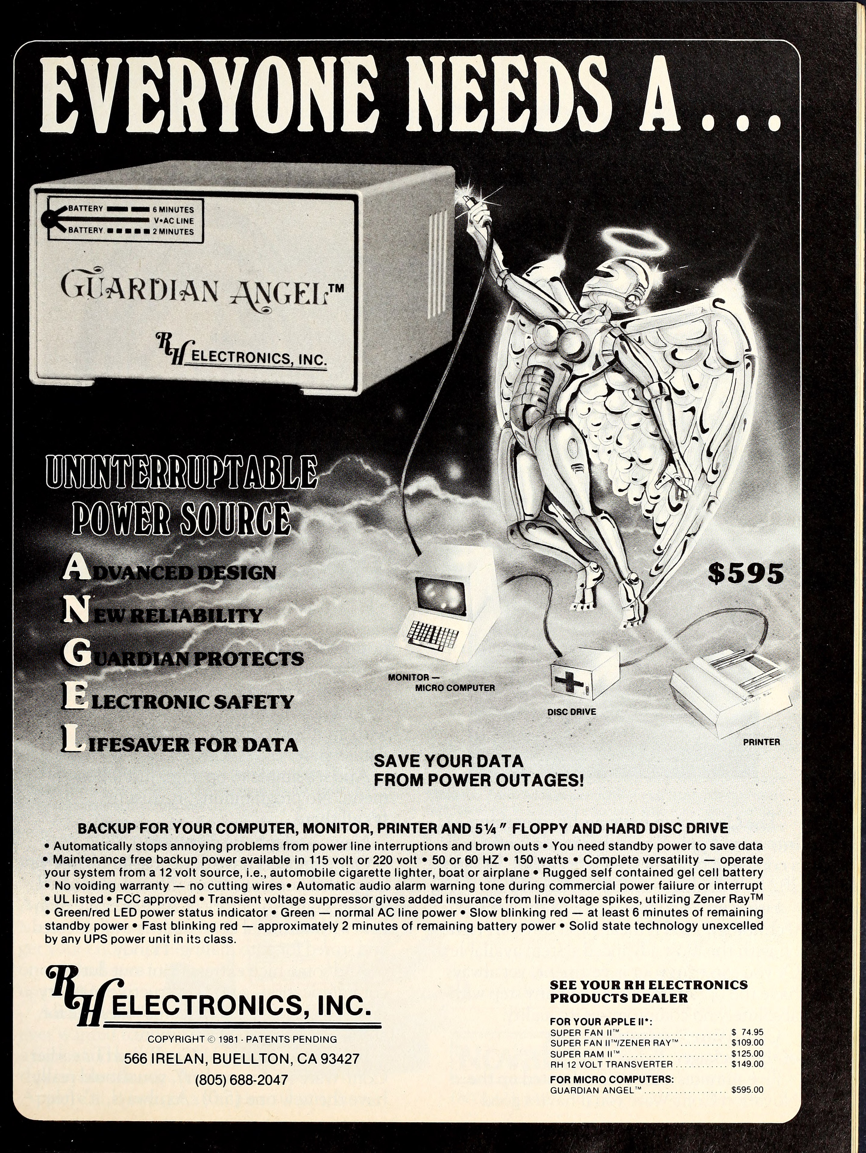 EVERYONE NEEDS A . . .
BATTERY 6 MINUTES
V•AC LINE
BATTERY 2 MINUTES
GUARDIAN ANGEL™
RH ELECTRONICS, INC.
UNINTERRUPTABLE
POWER SOURCE
ADVANCED DESIGN
NEW RELIABILITY
GUARDIAN PROTECTS
ELECTRONIC SAFETY
LIFESAVER FOR DATA
$595
MONITOR —
MICRO COMPUTER
DISC DRIVE
PRINTER
SAVE YOUR DATA
FROM POWER OUTAGES!
BACKUP FOR YOUR COMPUTER, MONITOR, PRINTER AND 5¼" FLOPPY AND HARD DISC DRIVE
• Automatically stops annoying problems from power line interruptions and brown outs • You need standby power to save data
• Maintenance free backup power available in 115 volt or 220 volt • 50 or 60 HZ • 150 watts • Complete versatility — operate
your system from a 12 volt source, i.e., automobile cigarette lighter, boat or airplane • Rugged self contained gel cell battery
• No voiding warranty — no cutting wires • Automatic audio alarm warning tone during commercial power failure or interrupt
• UL listed • FCC approved • Transient voltage suppressor gives added insurance from line voltage spikes, utilizing Zener Ray™
• Green/red LED power status indicator • Green — normal AC line power • Slow blinking red — at least 6 minutes of remaining
standby power • Fast blinking red — approximately 2 minutes of remaining battery power • Solid state technology unexcelled
by any UPS power unit in its class.
RH ELECTRONICS, INC.
COPYRIGHT © 1981 - PATENTS PENDING
566 IRELAN, BUELLTON, CA 93427
(805) 688-2047
SEE YOUR RH ELECTRONICS
PRODUCTS DEALER
FOR YOUR APPLE II*:
SUPER FAN II™ ........................ $ 74.95
SUPER FAN II™/ZENER RAY™ .......... $109.00
SUPER RAM II™ ........................ $125.00
RH 12 VOLT TRANSVERTER ............ $149.00
FOR MICRO COMPUTERS:
GUARDIAN ANGEL™ .................... $595.00